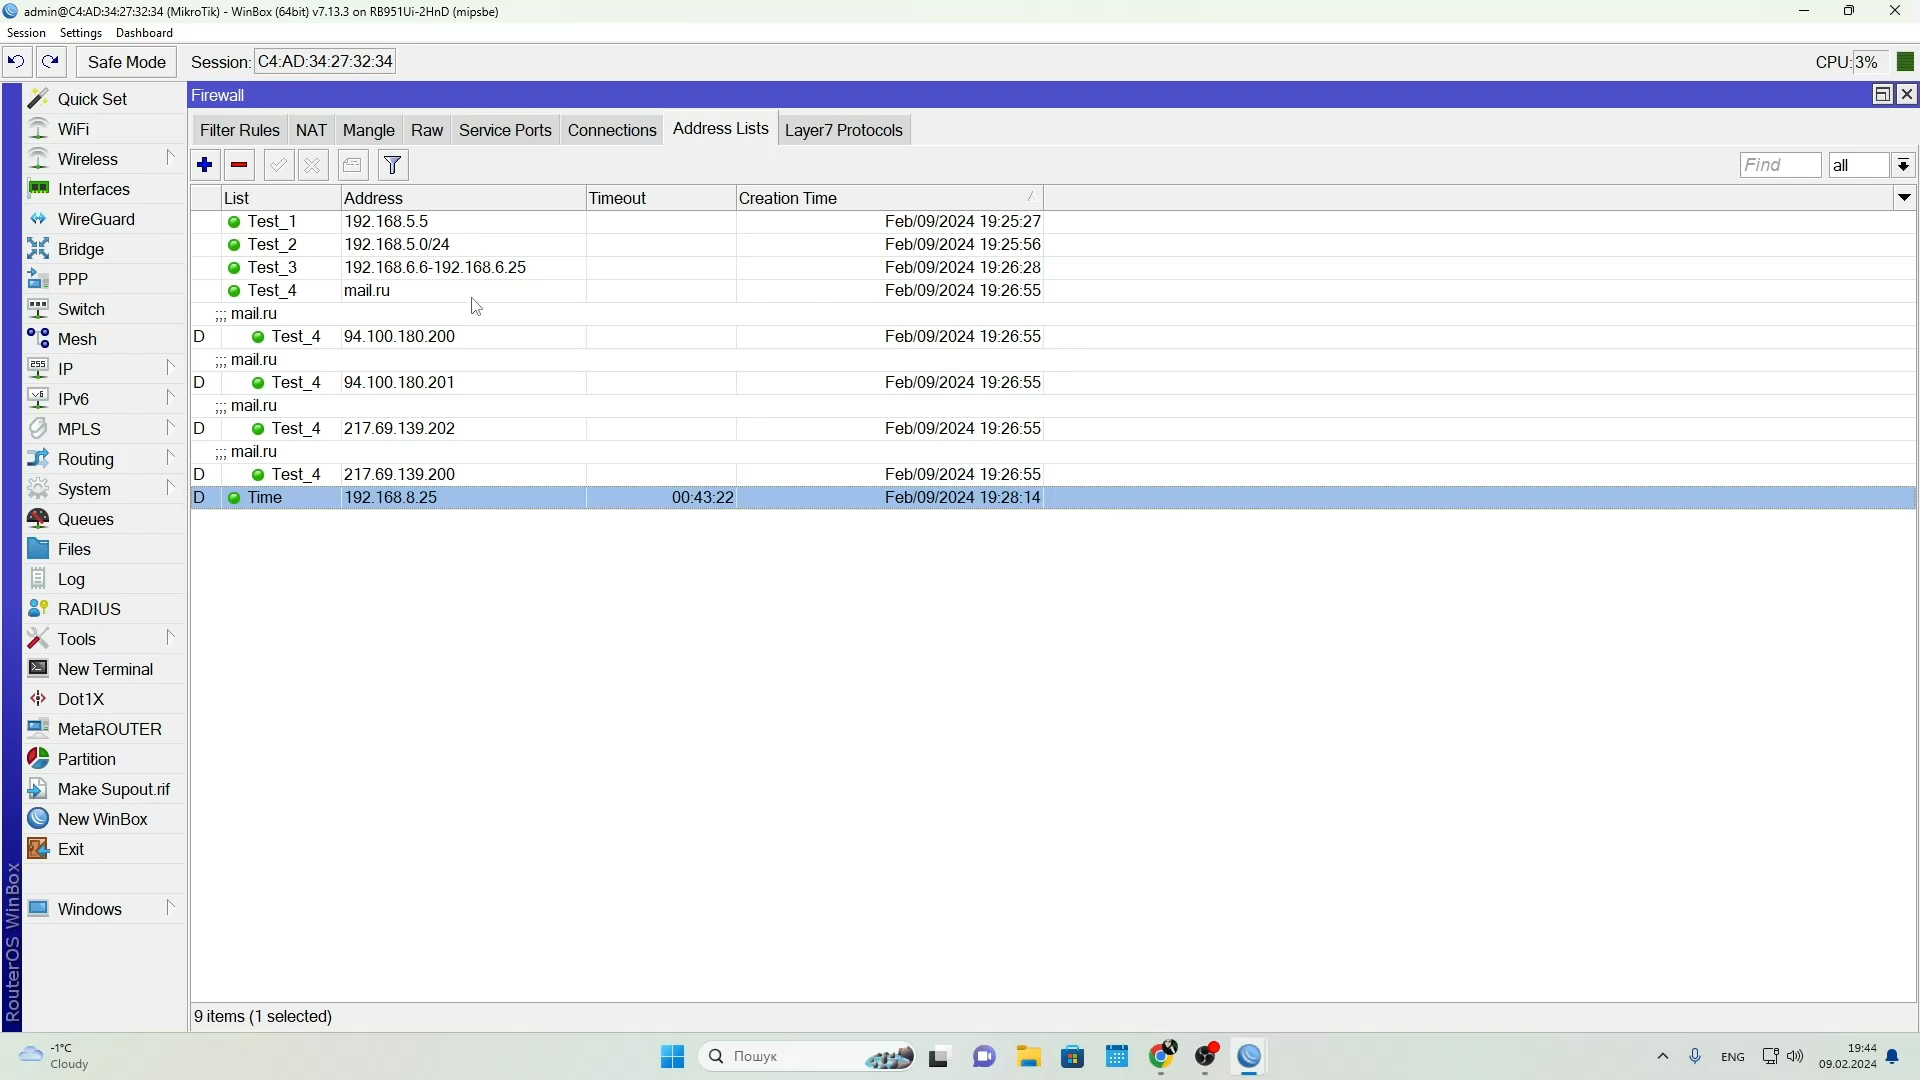 admin@C4:AD:34:27:32:34 (MikroTik) - WinBox (64bit) v7.13.3 on RB951Ui-2HnD (mipsbe)
Session Settings Dashboard
Safe Mode Session: C4:AD:34:27:32:34 CPU: 3%
Quick Set
WiFi
Wireless
Interfaces
WireGuard
Bridge
PPP
Switch
Mesh
IP
IPv6
MPLS
Routing
System
Queues
Files
Log
RADIUS
Tools
New Terminal
Dot1X
MetaROUTER
Partition
Make Supout.rif
New WinBox
Exit
Windows
RouterOS WinBox
Firewall
Filter Rules NAT Mangle Raw Service Ports Connections Address Lists Layer7 Protocols
Find all
List Address Timeout Creation Time
Test_1 192.168.5.5 Feb/09/2024 19:25:27
Test_2 192.168.5.0/24 Feb/09/2024 19:25:56
Test_3 192.168.6.6-192.168.6.25 Feb/09/2024 19:26:28
Test_4 mail.ru Feb/09/2024 19:26:55
;;; mail.ru
D Test_4 94.100.180.200 Feb/09/2024 19:26:55
;;; mail.ru
D Test_4 94.100.180.201 Feb/09/2024 19:26:55
;;; mail.ru
D Test_4 217.69.139.202 Feb/09/2024 19:26:55
;;; mail.ru
D Test_4 217.69.139.200 Feb/09/2024 19:26:55
D Time 192.168.8.25 00:43:22 Feb/09/2024 19:28:14
9 items (1 selected)
-1°C
Cloudy
Пошук
ENG
19:44
09.02.2024